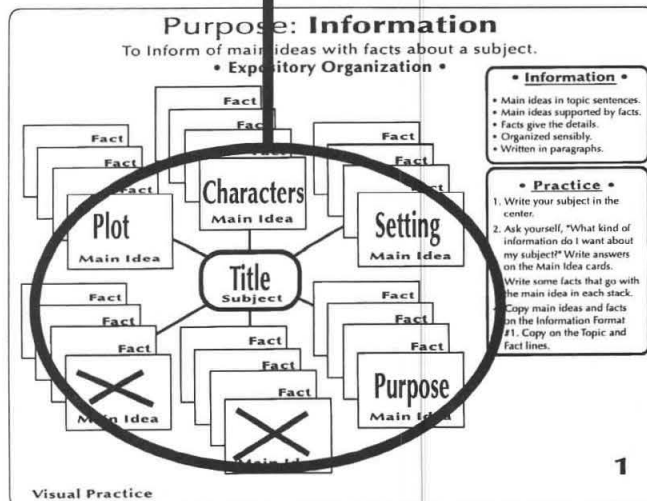 Purpose: Information
To Inform of main ideas with facts about a subject.
• Expository Organization •
Fact
Fact
Fact
Fact
Characters
Main Idea
Fact
Fact
Fact
Plot
Main Idea
Fact
Fact
Fact
Setting
Main Idea
Title
Subject
Fact
Fact
Fact
Main Idea
Fact
Fact
Fact
Main Idea
Fact
Fact
Fact
Purpose
Main Idea
• Information •
• Main ideas in topic sentences.
• Main ideas supported by facts.
• Facts give the details.
• Organized sensibly.
• Written in paragraphs.
• Practice •
1. Write your subject in the
center.
2. Ask yourself, "What kind of
information do I want about
my subject?" Write answers
on the Main Idea cards.
Write some facts that go with
the main idea in each stack.
Copy main ideas and facts
on the Information Format
#1. Copy on the Topic and
Fact lines.
Visual Practice
1